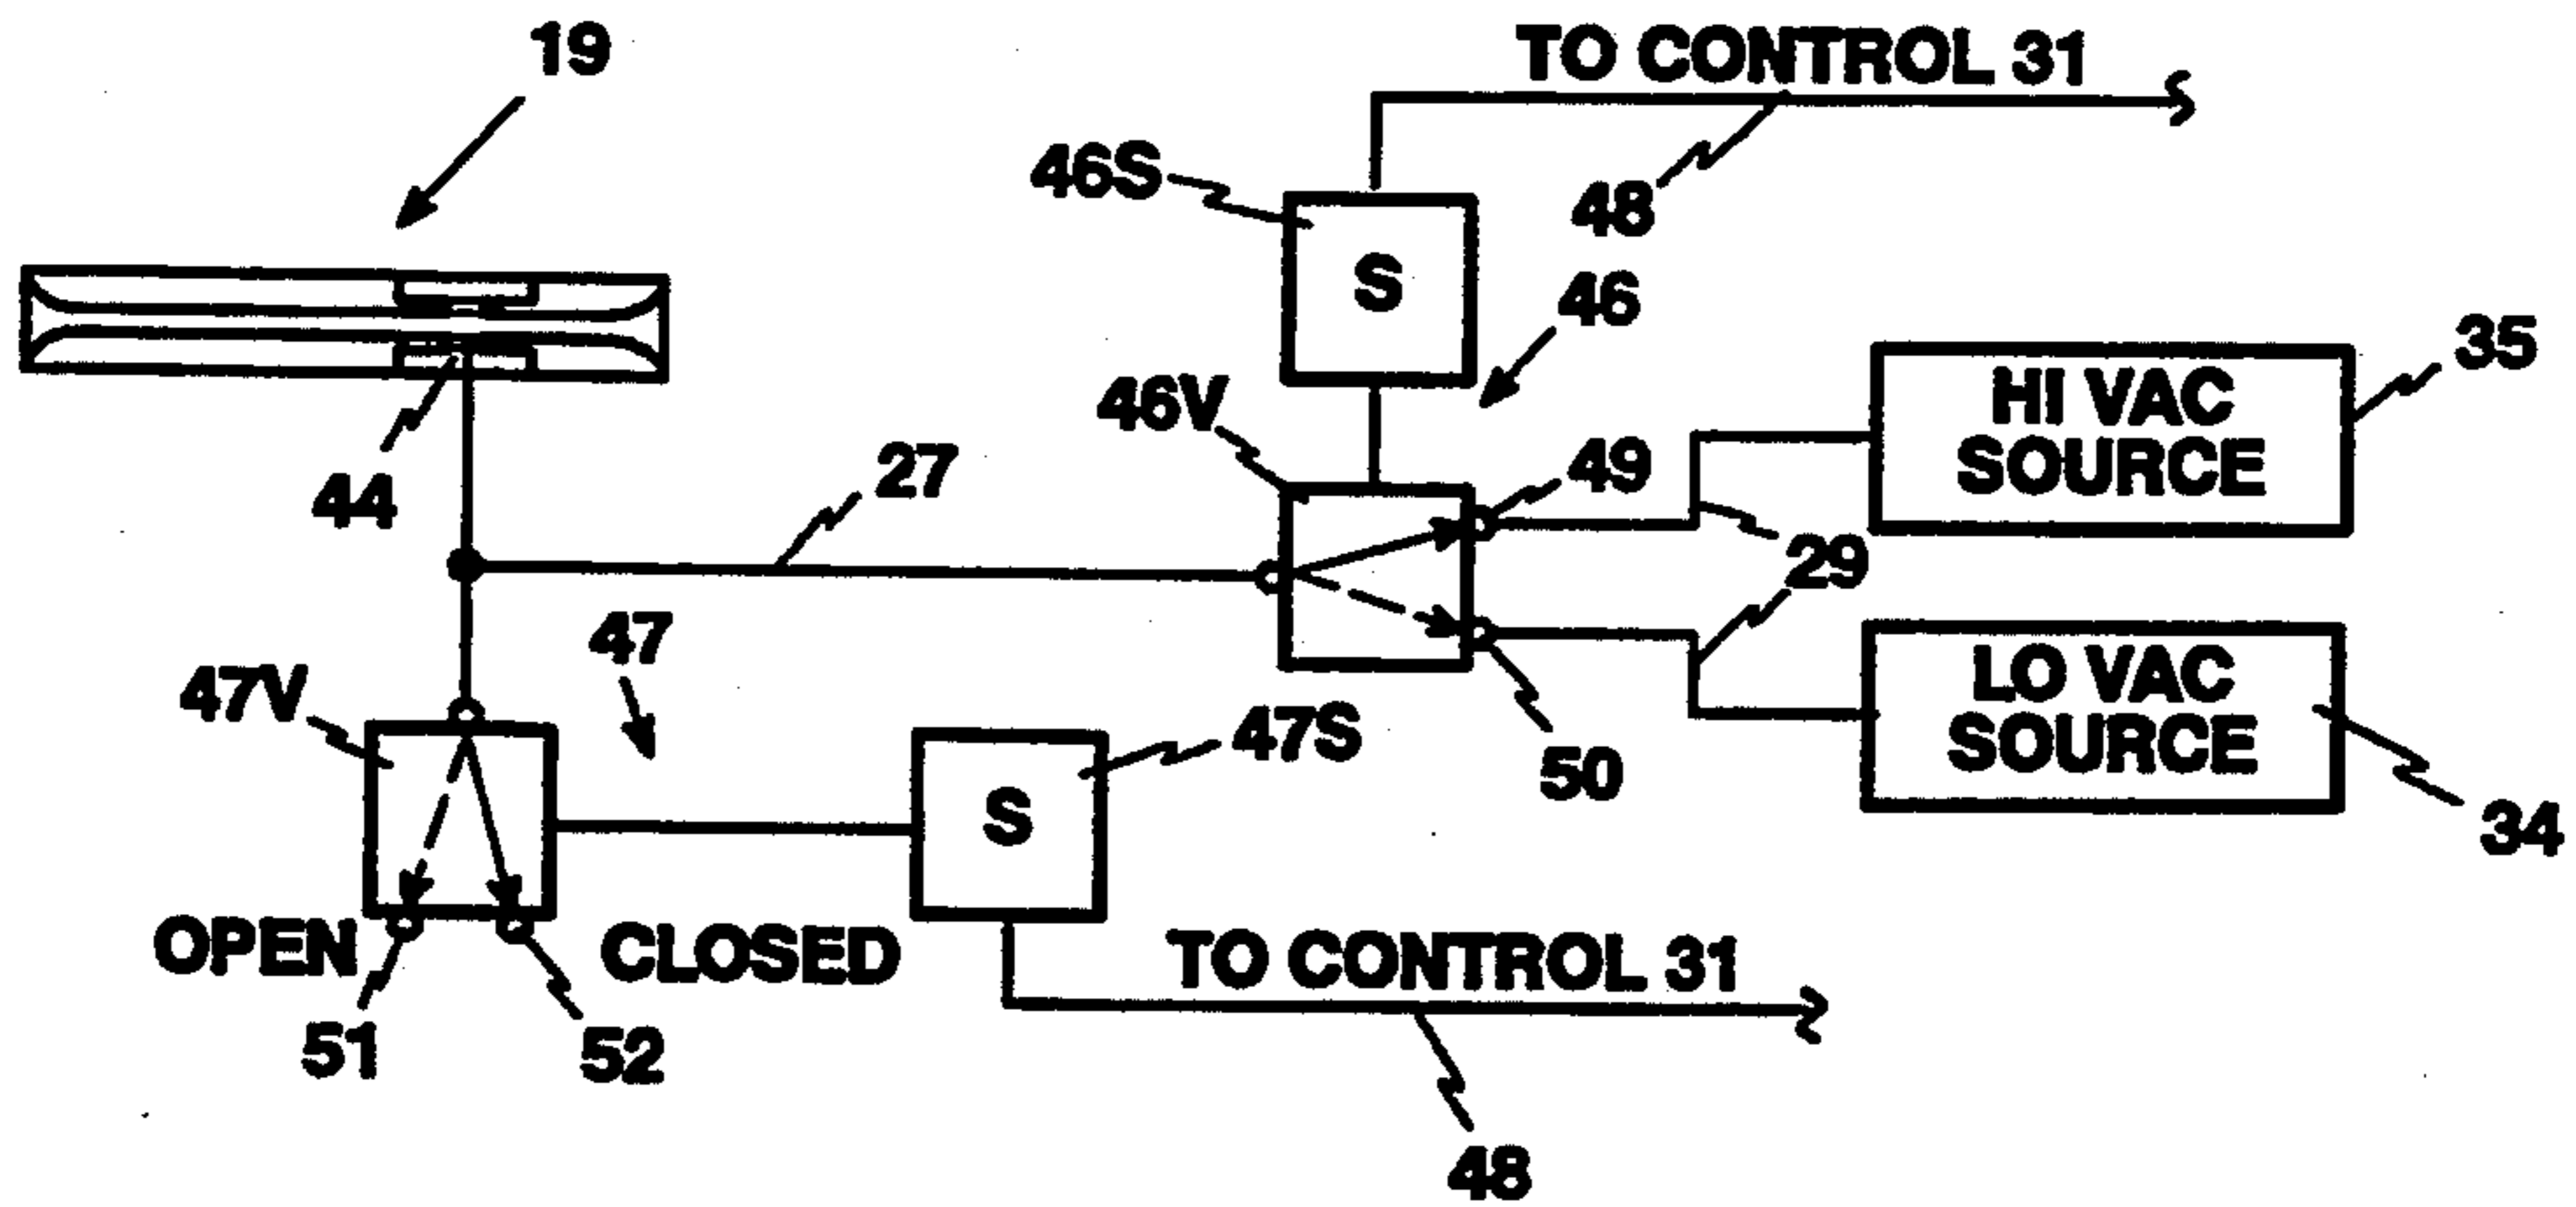 19
TO CONTROL 31
46S
48
S
46
35
HI VAC
SOURCE
46V
49
27
44
29
47
LO VAC
SOURCE
47V
47S
50
34
S
OPEN
CLOSED
TO CONTROL 31
51
52
48